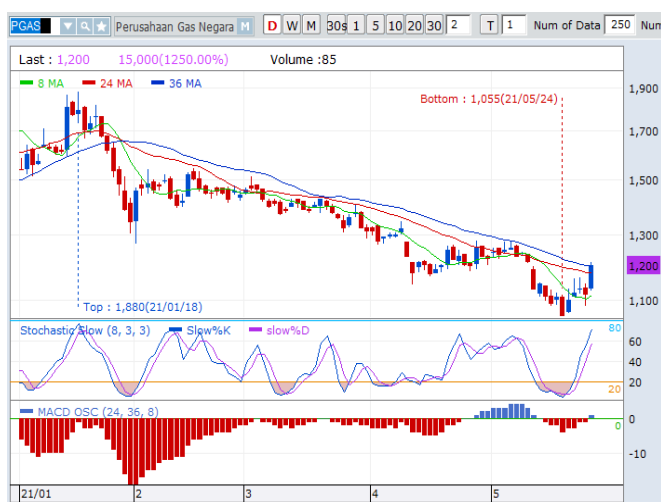 PGAS Perusahaan Gas Negara M D W M 30s 1 5 10 20 30 2 T 1 Num of Data 250 Num
Last : 1,200 15,000(1250.00%) Volume :85
8 MA 24 MA 36 MA
Bottom : 1,055(21/05/24)
1,900
1,700
1,500
1,300
1,200
1,100
Top : 1,880(21/01/18)
Stochastic Slow (8, 3, 3) Slow%K slow%D
80
60
40
20
20
MACD OSC (24, 36, 8)
0
0
-10
21/01 2 3 4 5